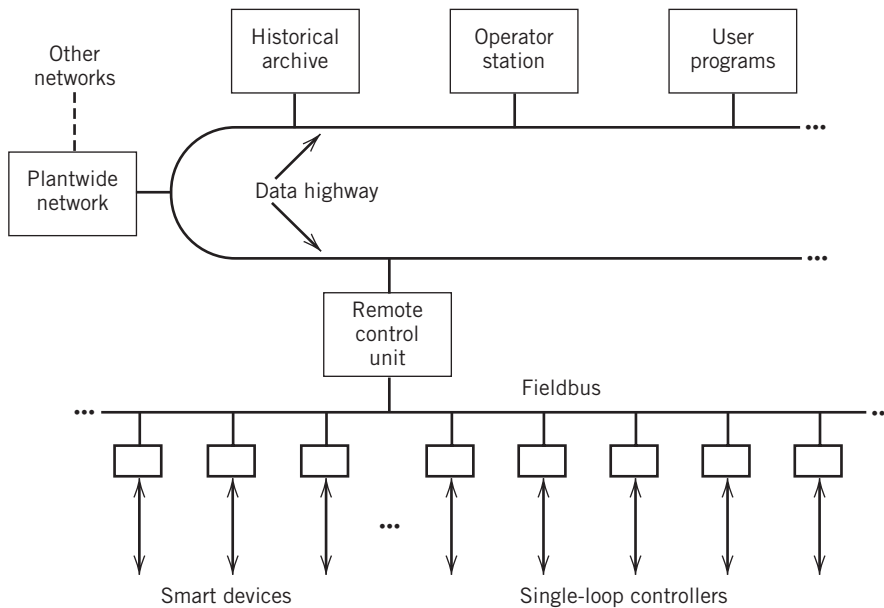 Other
networks
Historical
archive
Operator
station
User
programs
Plantwide
network
Data highway
Remote
control
unit
Fieldbus
Smart devices
Single-loop controllers